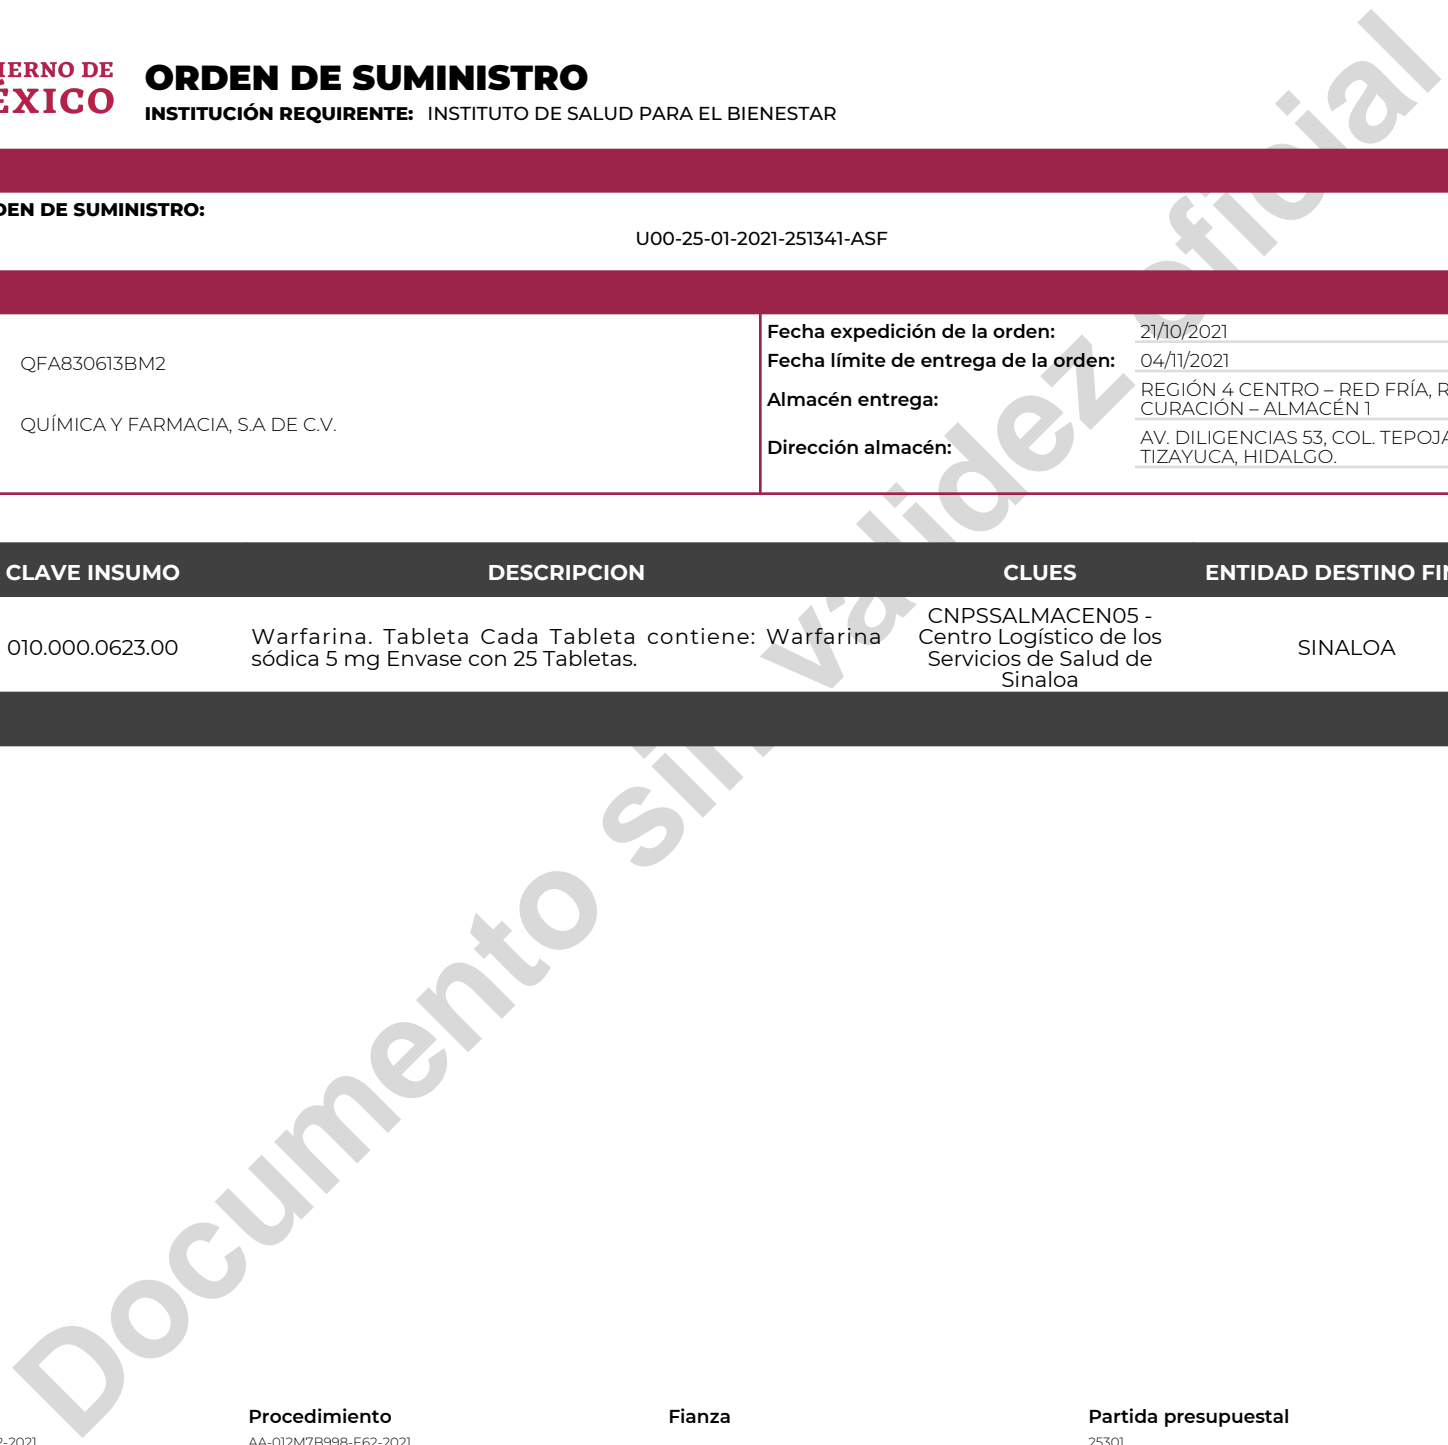 ORDEN DE SUMINISTRO
INSTITUCIÓN REQUIRENTE: INSTITUTO DE SALUD PARA EL BIENESTAR
DE SUMINISTRO:
U00-25-01-2021-251341-ASF
QFA830613BM2
QUÍMICA Y FARMACIA, S.A DE C.V.
Fecha expedición de la orden: 21/10/2021
Fecha límite de entrega de la orden: 04/11/2021
Almacén entrega: REGIÓN 4 CENTRO – RED FRÍA,
CURACIÓN – ALMACÉN 1
Dirección almacén: AV. DILIGENCIAS 53, COL.
TIZAYUCA, HIDALGO.
CLAVE INSUMO DESCRIPCION CLUES ENTIDAD DESTINO
010.000.0623.00
Warfarina. Tableta Cada Tableta contiene: Warfarina
sódica 5 mg Envase con 25 Tabletas.
CNPSSALMACEN05 -
Centro Logístico de los
Servicios de Salud de
Sinaloa
SINALOA
Documento sin validez oficial
Procedimiento Fianza Partida presupuestal
AA-012M7B998-E62-2021 25301
DE